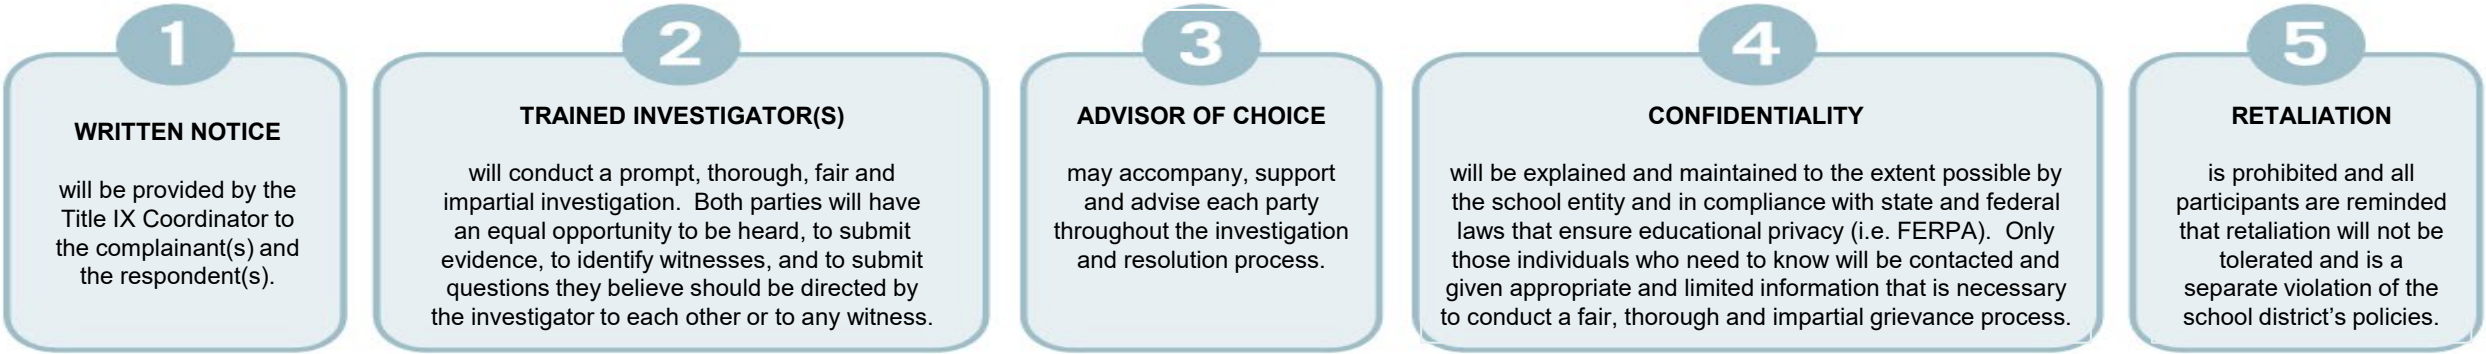 1
WRITTEN NOTICE
will be provided by the
Title IX Coordinator to
the complainant(s) and
the respondent(s).
2
TRAINED INVESTIGATOR(S)
will conduct a prompt, thorough, fair and
impartial investigation.  Both parties will have
an equal opportunity to be heard, to submit
evidence, to identify witnesses, and to submit
questions they believe should be directed by
the investigator to each other or to any witness.
3
ADVISOR OF CHOICE
may accompany, support
and advise each party
throughout the investigation
and resolution process.
4
CONFIDENTIALITY
will be explained and maintained to the extent possible by
the school entity and in compliance with state and federal
laws that ensure educational privacy (i.e. FERPA).  Only
those individuals who need to know will be contacted and
given appropriate and limited information that is necessary
to conduct a fair, thorough and impartial grievance process.
5
RETALIATION
is prohibited and all
participants are reminded
that retaliation will not be
tolerated and is a
separate violation of the
school district’s policies.